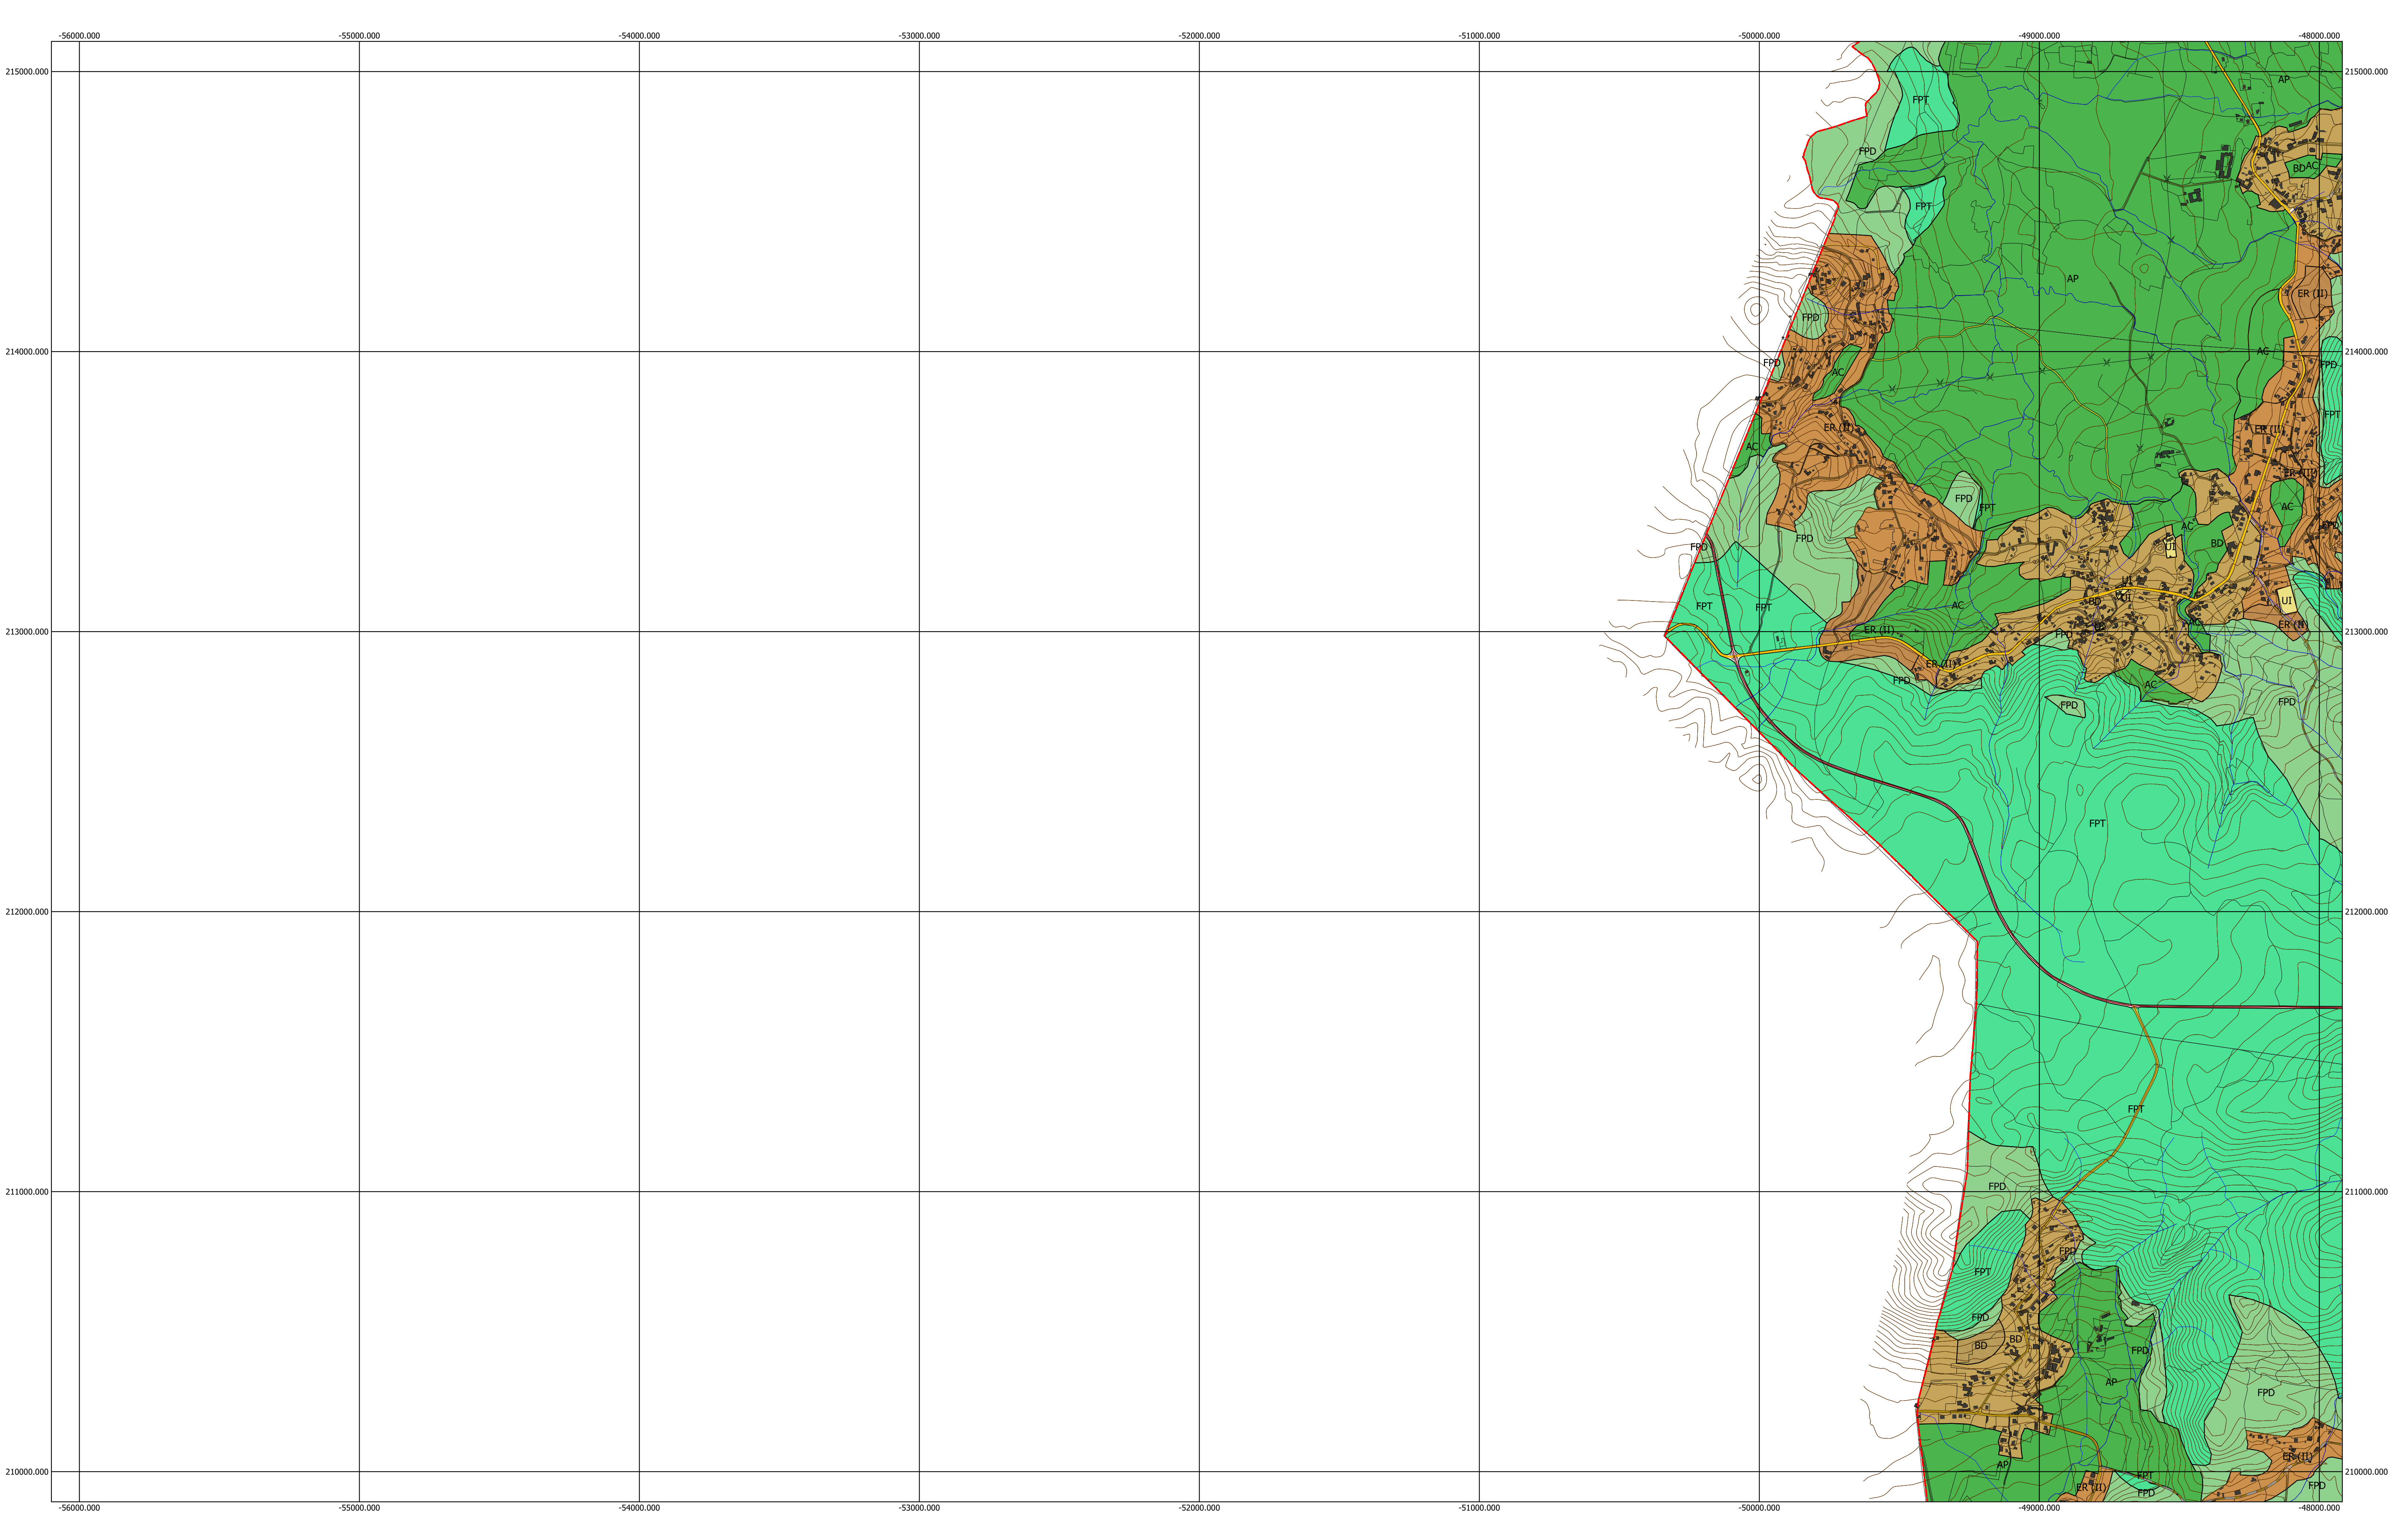 -56000.000 -55000.000 -54000.000 -53000.000 -52000.000 -51000.000 -50000.000 -49000.000 -48000.000
215000.000 215000.000
AP
FPT
FPD
BD AC
FPT
AP
ER (II)
FPD
214000.000 AC 214000.000
FPD FPD
AC
FPT
ER (II) ER (II)
AC
ER (II)
FPD
FPT AC
AC FPD
FPD BD
FPD UI
UI
FPT FPT AC BD UI UI
AC
213000.000 ER (II) FPD UI ER (II) 213000.000
ER (II)
FPD AC
FPD FPD
FPT
212000.000 212000.000
FPT
211000.000 FPD 211000.000
FPD
FPT
FPD
BD BD FPD
AP FPD
210000.000 AP FPT ER (II) 210000.000
ER (II) FPD FPD
-56000.000 -55000.000 -54000.000 -53000.000 -52000.000 -51000.000 -50000.000 -49000.000 -48000.000